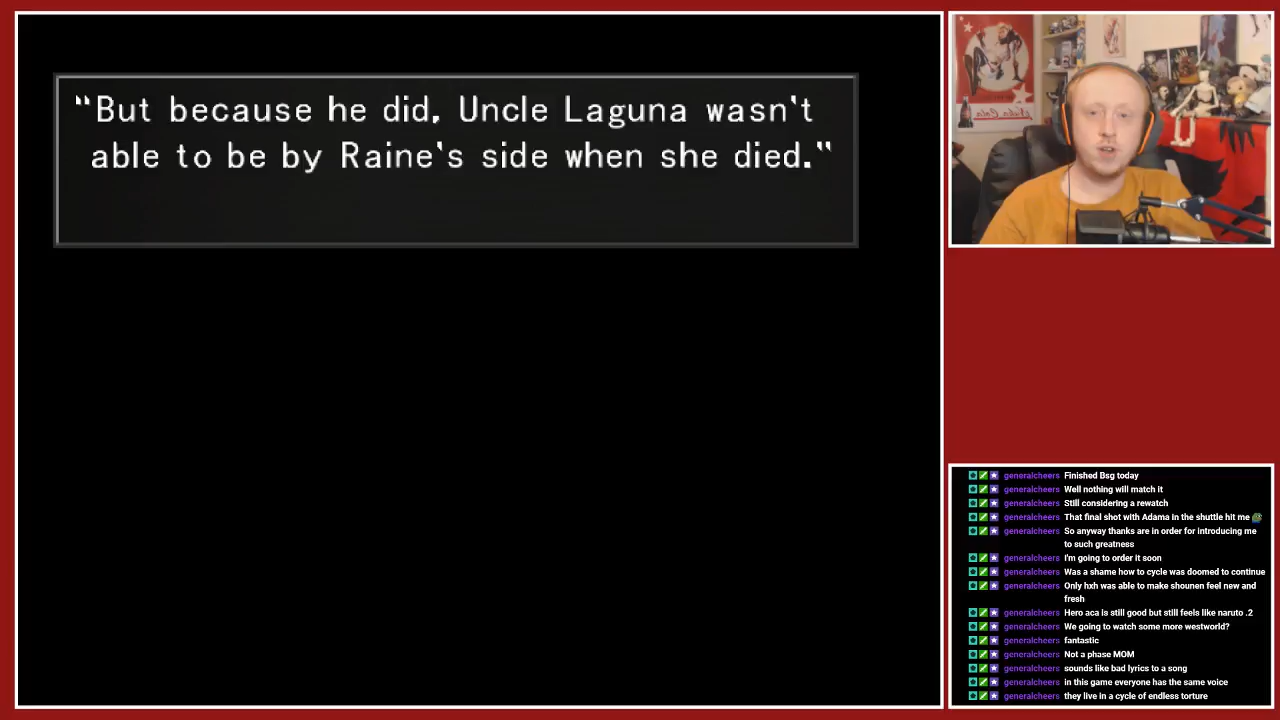 “But because he did, Uncle Laguna wasn't
able to be by Raine's side when she died.”
generalcheers Finished Bsg today
generalcheers Well nothing will match it
generalcheers Still considering a rewatch
generalcheers That final shot with Adama in the shuttle hit me
generalcheers So anyway thanks are in order for introducing me
to such greatness
generalcheers I'm going to order it soon
generalcheers Was a shame how to cycle was doomed to continue
generalcheers Only hxh was able to make shounen feel new and
fresh
generalcheers Hero aca is still good but still feels like naruto .2
generalcheers We going to watch some more westworld?
generalcheers fantastic
generalcheers Not a phase MOM
generalcheers sounds like bad lyrics to a song
generalcheers in this game everyone has the same voice
generalcheers they live in a cycle of endless torture